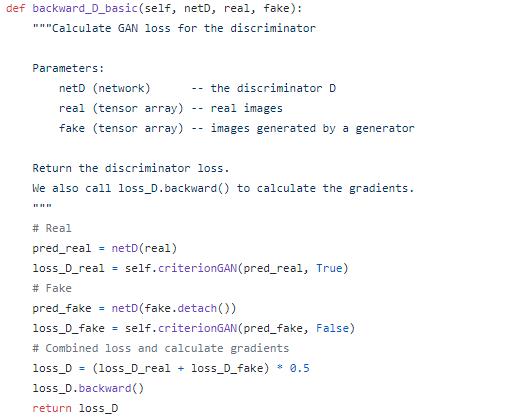 def backward_D_basic(self, netD, real, fake):
    """Calculate GAN loss for the discriminator

    Parameters:
        netD (network)      -- the discriminator D
        real (tensor array) -- real images
        fake (tensor array) -- images generated by a generator

    Return the discriminator loss.
    We also call loss_D.backward() to calculate the gradients.
    """
    # Real
    pred_real = netD(real)
    loss_D_real = self.criterionGAN(pred_real, True)
    # Fake
    pred_fake = netD(fake.detach())
    loss_D_fake = self.criterionGAN(pred_fake, False)
    # Combined loss and calculate gradients
    loss_D = (loss_D_real + loss_D_fake) * 0.5
    loss_D.backward()
    return loss_D